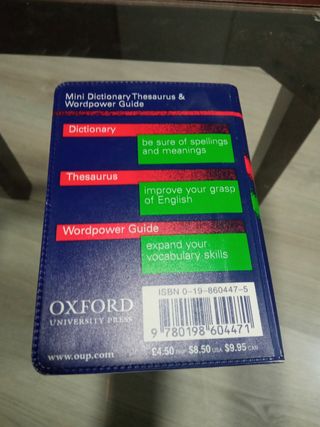 Mini Dictionary Thesaurus &
Wordpower Guide
Dictionary
be sure of spellings
and meanings
Thesaurus
improve your grasp
of English
Wordpower Guide
expand your
vocabulary skills
ISBN 0-19-860447-5
OXFORD
UNIVERSITY PRESS
9 780198 604471
www.oup.com
£4.50 RRP $8.50 USA $9.95 CAN